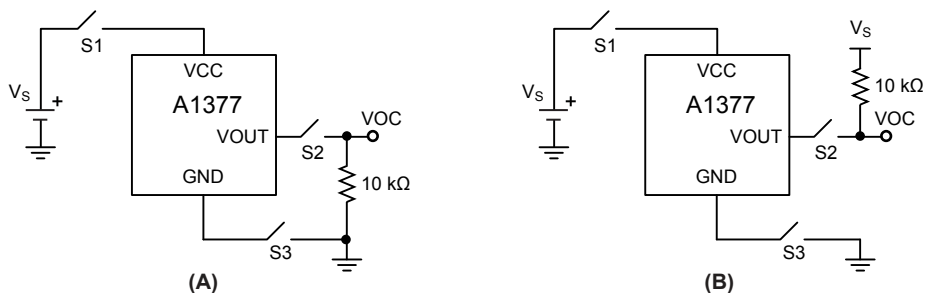 S1
VS
+
VCC
A1377
VOUT
S2
VOC
10 kΩ
GND
S3
(A)
S1
VS
+
VCC
A1377
VOUT
S2
VS
10 kΩ
VOC
GND
S3
(B)